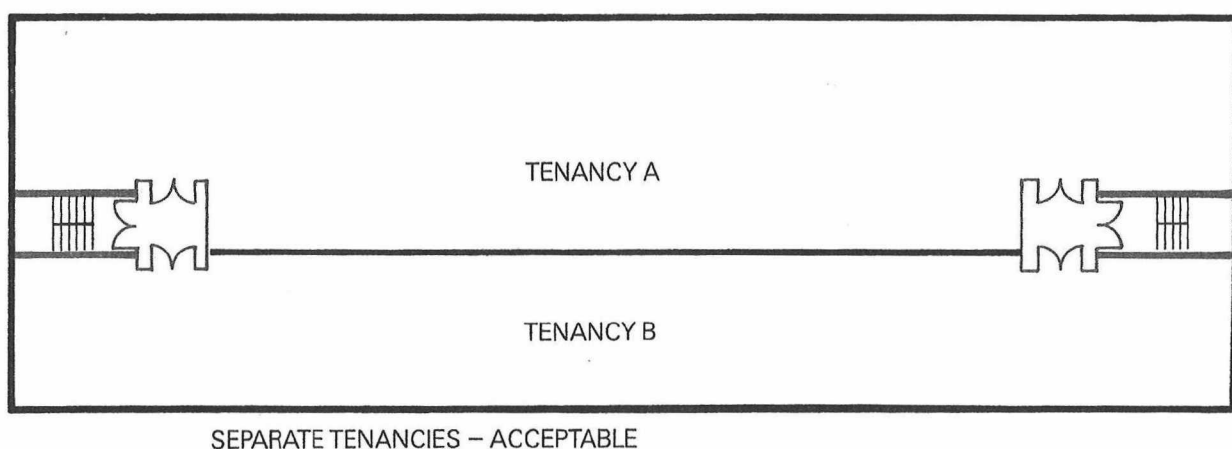 TENANCY A
TENANCY B
SEPARATE TENANCIES – ACCEPTABLE